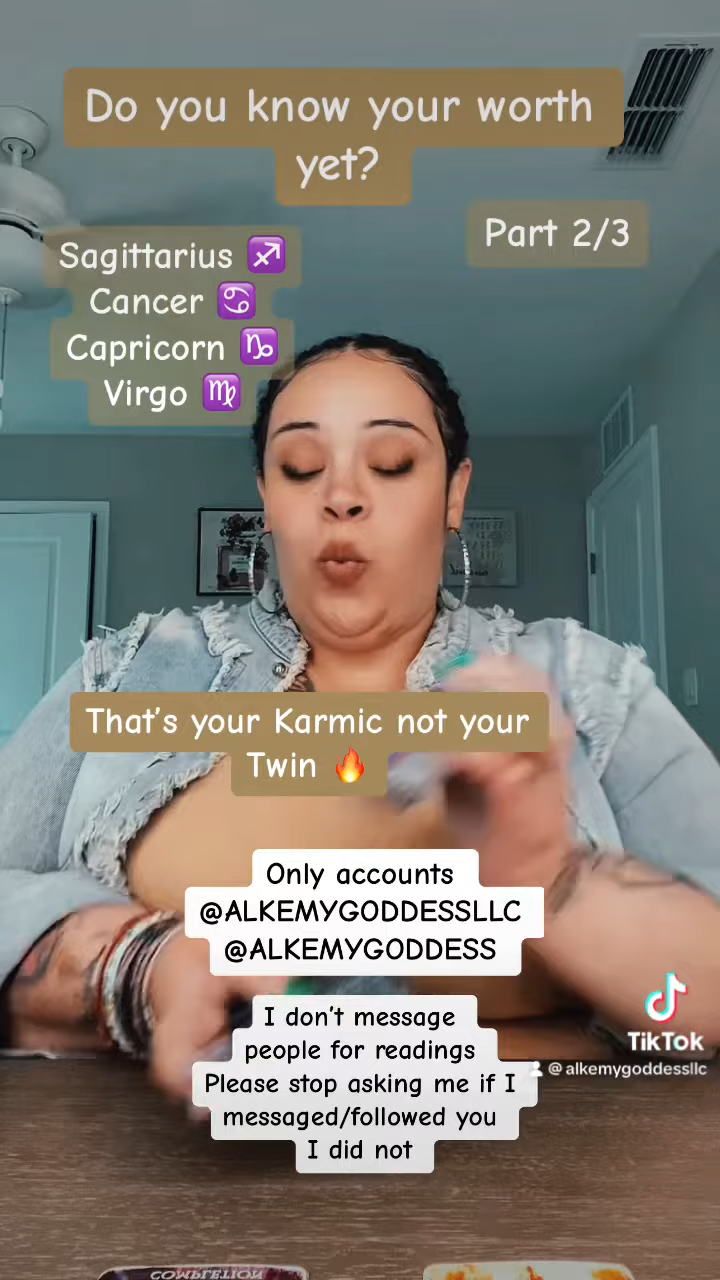 Do you know your worth
yet?
Part 2/3
Sagittarius ♐
Cancer ♋
Capricorn ♑
Virgo ♍
That's your Karmic not your
Twin 🔥
Only accounts
@ALKEMYGODDESSLLC
@ALKEMYGODDESS
I don't message
people for readings
Please stop asking me if I
messaged/followed you
I did not
TikTok
@alkemygoddessllc
COMPLETION